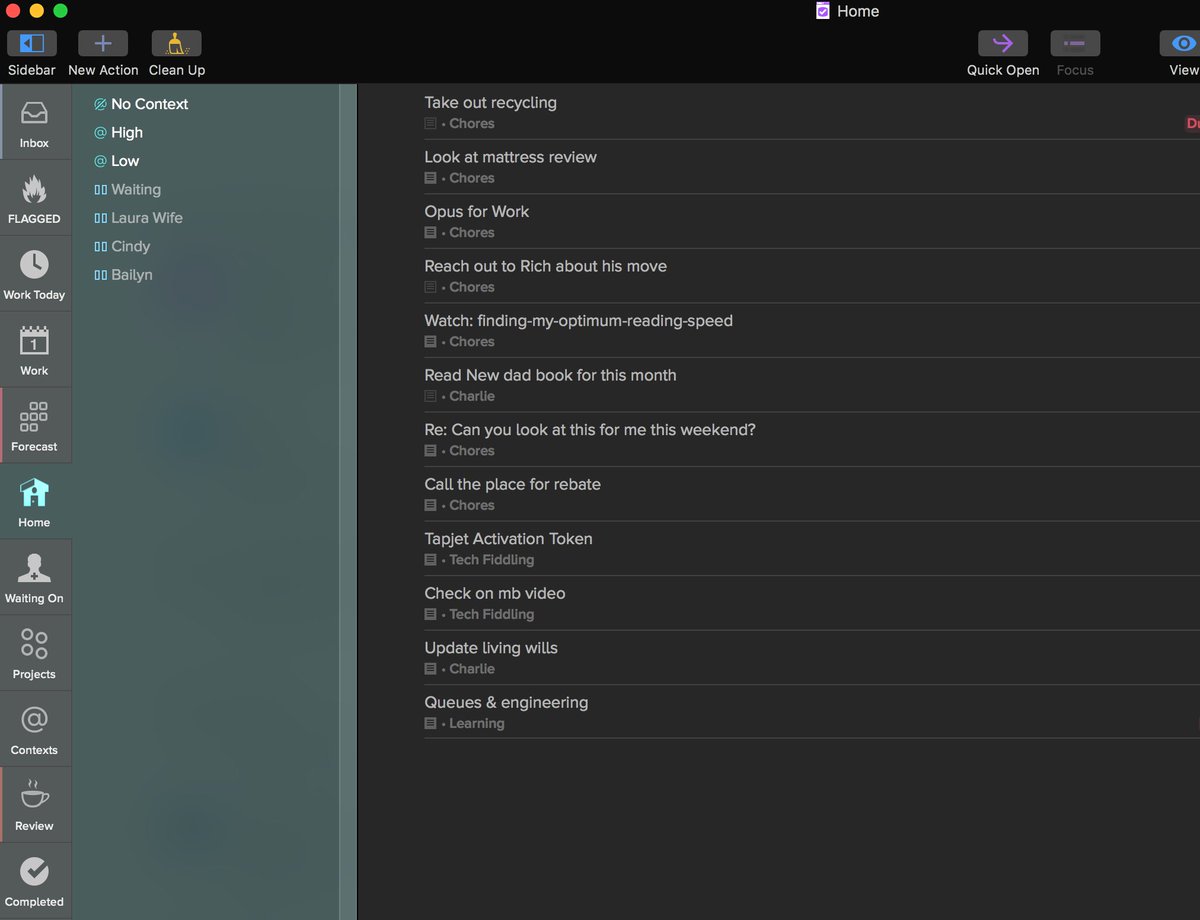 Home
Sidebar
New Action
Clean Up
Quick Open
Focus
View
Inbox
FLAGGED
Work Today
1
Work
Forecast
Home
Waiting On
Projects
Contexts
Review
Completed
No Context
@ High
@ Low
Waiting
Laura Wife
Cindy
Bailyn
Take out recycling
• Chores
Look at mattress review
• Chores
Opus for Work
• Chores
Reach out to Rich about his move
• Chores
Watch: finding-my-optimum-reading-speed
• Chores
Read New dad book for this month
• Charlie
Re: Can you look at this for me this weekend?
• Chores
Call the place for rebate
• Chores
Tapjet Activation Token
• Tech Fiddling
Check on mb video
• Tech Fiddling
Update living wills
• Charlie
Queues & engineering
• Learning